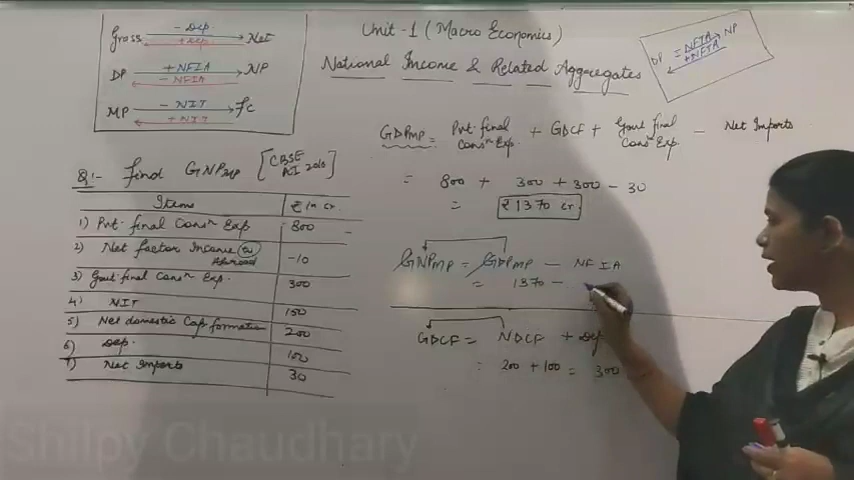 Unit-1 (Macro Economics)
National Income & Related Aggregates
Gross - Dep. Net
+ Dep.
DP + NFIA NP
- NFIA
MP - NIT FC
+ NIT
DP = NFIA NP
+NFIA
Q:- Find GNPMP [CBSE AI 2010]
Items ₹ in cr.
1) Pvt. final Consn Exp 800
2) Net factor Income to Abroad -10
3) Govt. final Consn Exp. 300
4) NIT 150
5) Net domestic Cap formation 200
6) Dep. 100
7) Net Imports 30
GDPMP = Pvt. final Consn Exp. + GDCF + Govt final Consn Exp. - Net Imports
= 800 + 300 + 300 - 30
= ₹1370 cr.
GNPMP = GDPMP - NFIA
= 1370 -
GDCF = NDCF + Dep
= 200 + 100 = 300
Shilpy Chaudhary